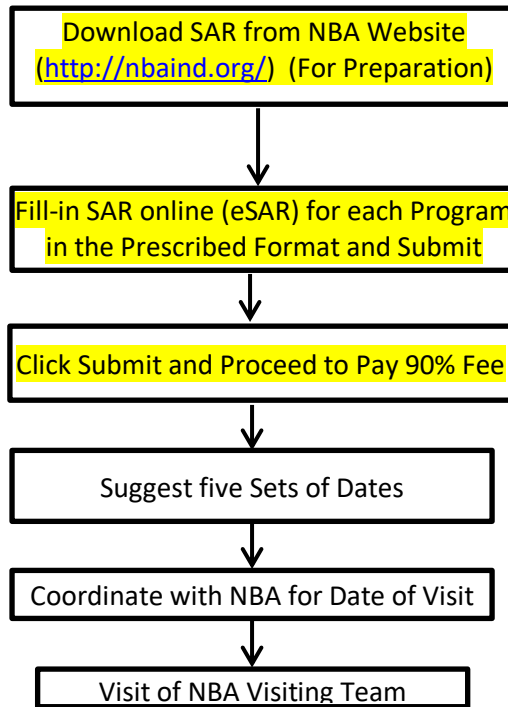 Download SAR from NBA Website
(http://nbaind.org/) (For Preparation)
Fill-in SAR online (eSAR) for each Program
in the Prescribed Format and Submit
Click Submit and Proceed to Pay 90% Fee
Suggest five Sets of Dates
Coordinate with NBA for Date of Visit
Visit of NBA Visiting Team